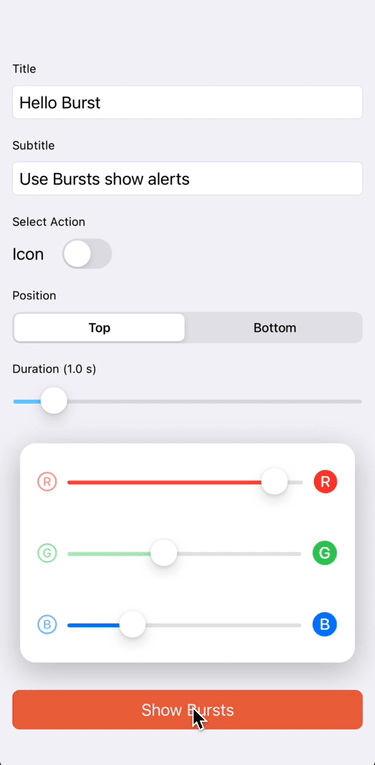 Title
Hello Burst
Subtitle
Use Bursts show alerts
Select Action
Icon
Position
Top Bottom
Duration (1.0 s)
R R
G G
B B
Show Bursts